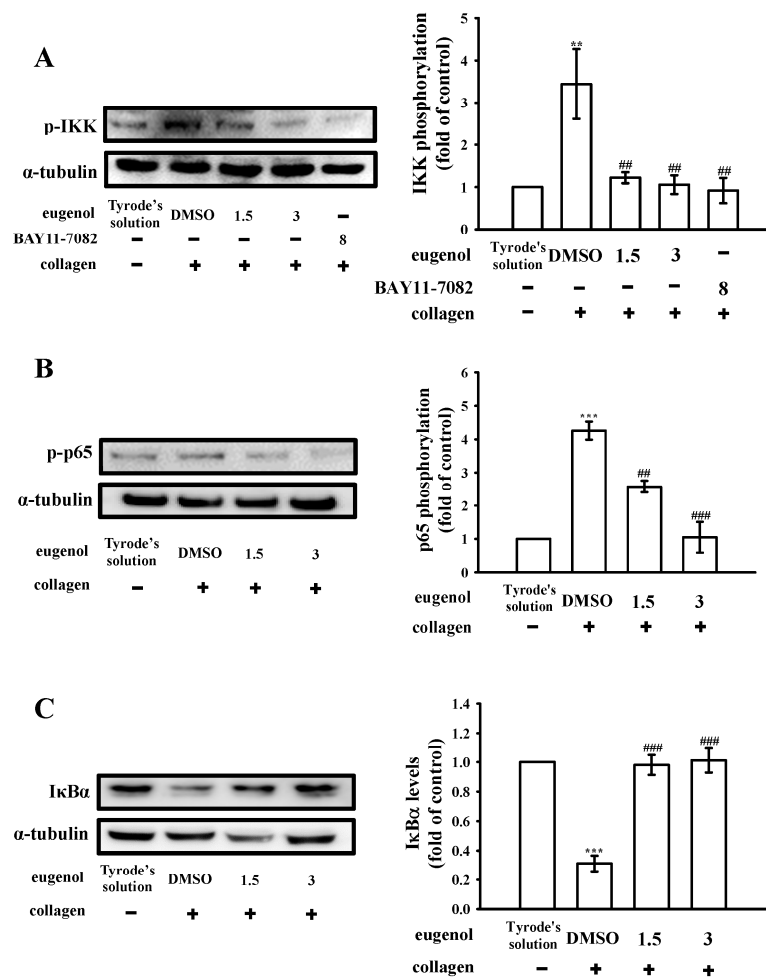 A
p-IKK
α-tubulin
eugenol Tyrode's solution DMSO 1.5 3 –
BAY11-7082 – – – – 8
collagen – + + + +
IKK phosphorylation
(fold of control)
5
4
3
2
1
0
**
##
##
##
eugenol Tyrode's solution DMSO 1.5 3 –
BAY11-7082 – – – – 8
collagen – + + + +
B
p-p65
α-tubulin
eugenol Tyrode's solution DMSO 1.5 3
collagen – + + +
p65 phosphorylation
(fold of control)
6
5
4
3
2
1
0
***
##
###
eugenol Tyrode's solution DMSO 1.5 3
collagen – + + +
C
IκBα
α-tubulin
eugenol Tyrode's solution DMSO 1.5 3
collagen – + + +
IκBα levels
(fold of control)
1.4
1.2
1.0
0.8
0.6
0.4
0.2
0.0
***
###
###
eugenol Tyrode's solution DMSO 1.5 3
collagen – + + +